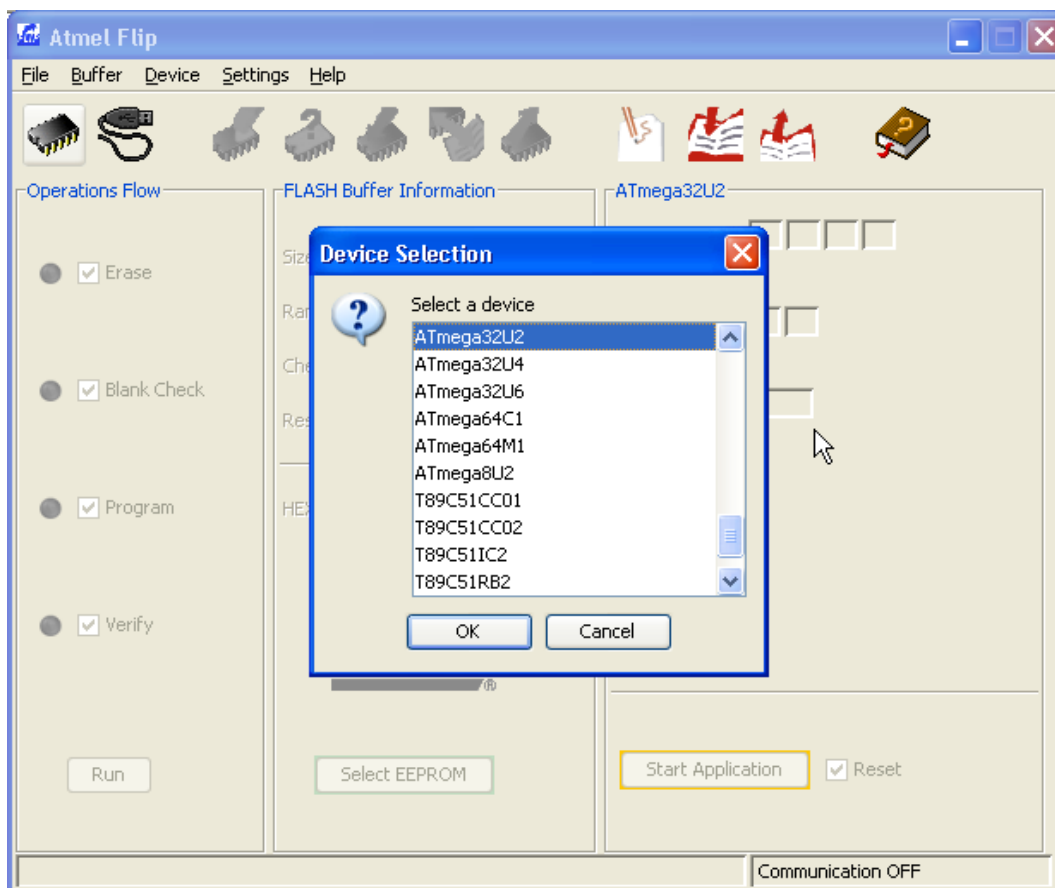 Atmel Flip
File Buffer Device Settings Help
Operations Flow
FLASH Buffer Information
ATmega32U2
Erase
Blank Check
Program
Verify
Run
Device Selection
Select a device
ATmega32U2
ATmega32U4
ATmega32U6
ATmega64C1
ATmega64M1
ATmega8U2
T89C51CC01
T89C51CC02
T89C51IC2
T89C51RB2
OK Cancel
HEX
®
Select EEPROM
Start Application Reset
Communication OFF